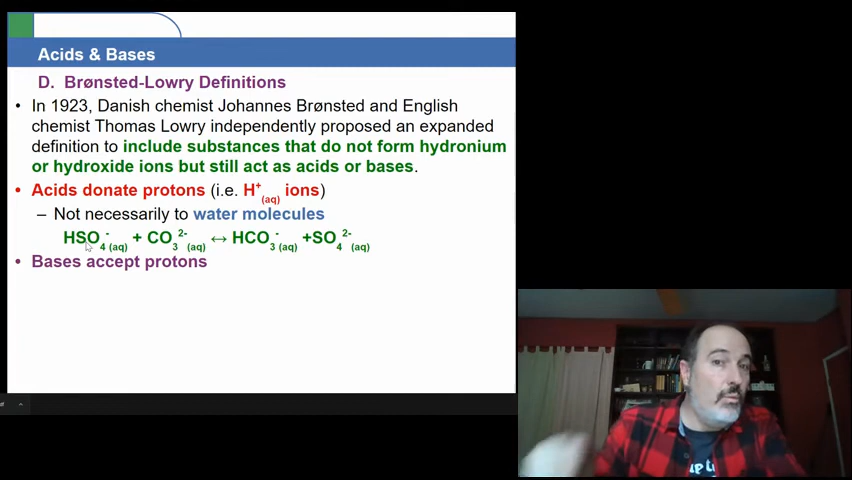 Acids & Bases
D. Brønsted-Lowry Definitions
• In 1923, Danish chemist Johannes Brønsted and English
chemist Thomas Lowry independently proposed an expanded
definition to include substances that do not form hydronium
or hydroxide ions but still act as acids or bases.
• Acids donate protons (i.e. H⁺(aq) ions)
– Not necessarily to water molecules
HSO₄⁻(aq) + CO₃²⁻(aq) ↔ HCO₃⁻(aq) +SO₄²⁻(aq)
• Bases accept protons